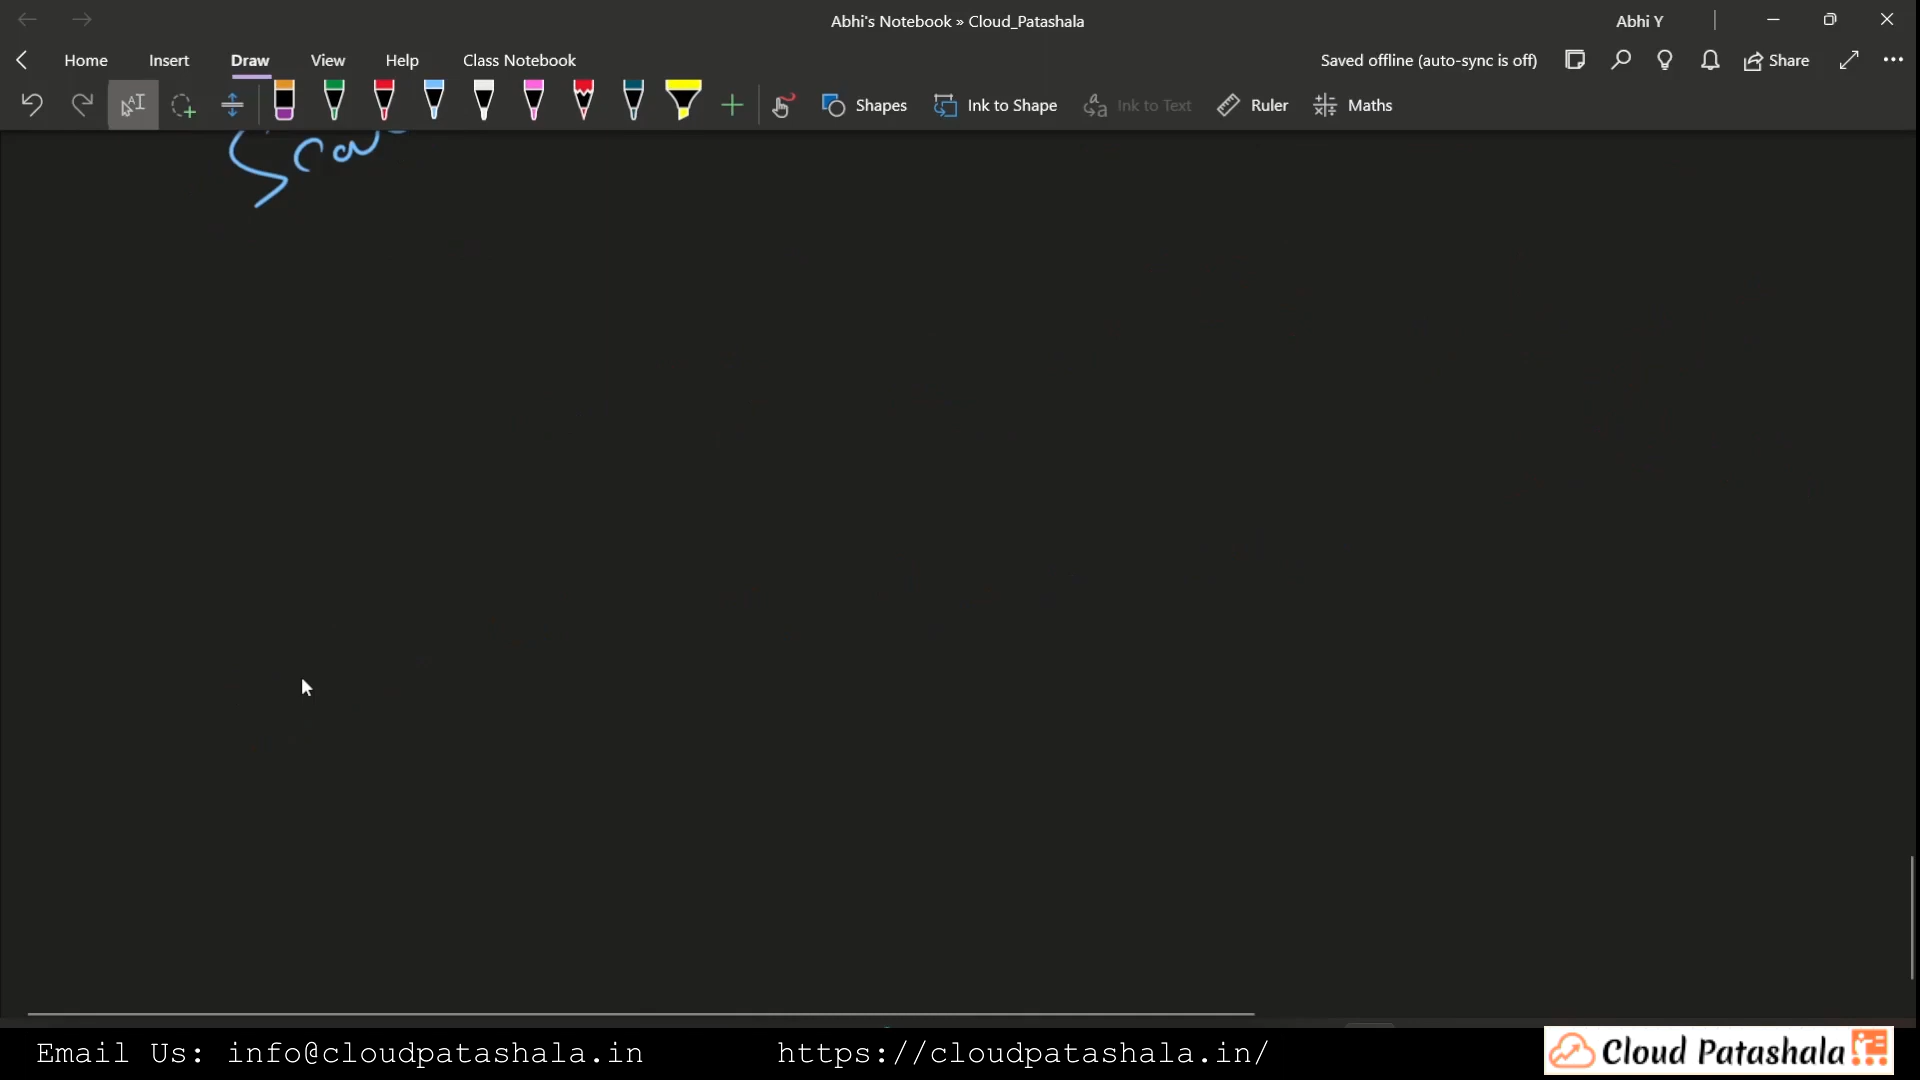 Abhi's Notebook » Cloud_Patashala
Abhi Y
Home Insert Draw View Help Class Notebook
Saved offline (auto-sync is off)
Share
Shapes
Ink to Shape
Ink to Text
Ruler
Maths
Email Us: info@cloudpatashala.in
https://cloudpatashala.in/
Cloud Patashala